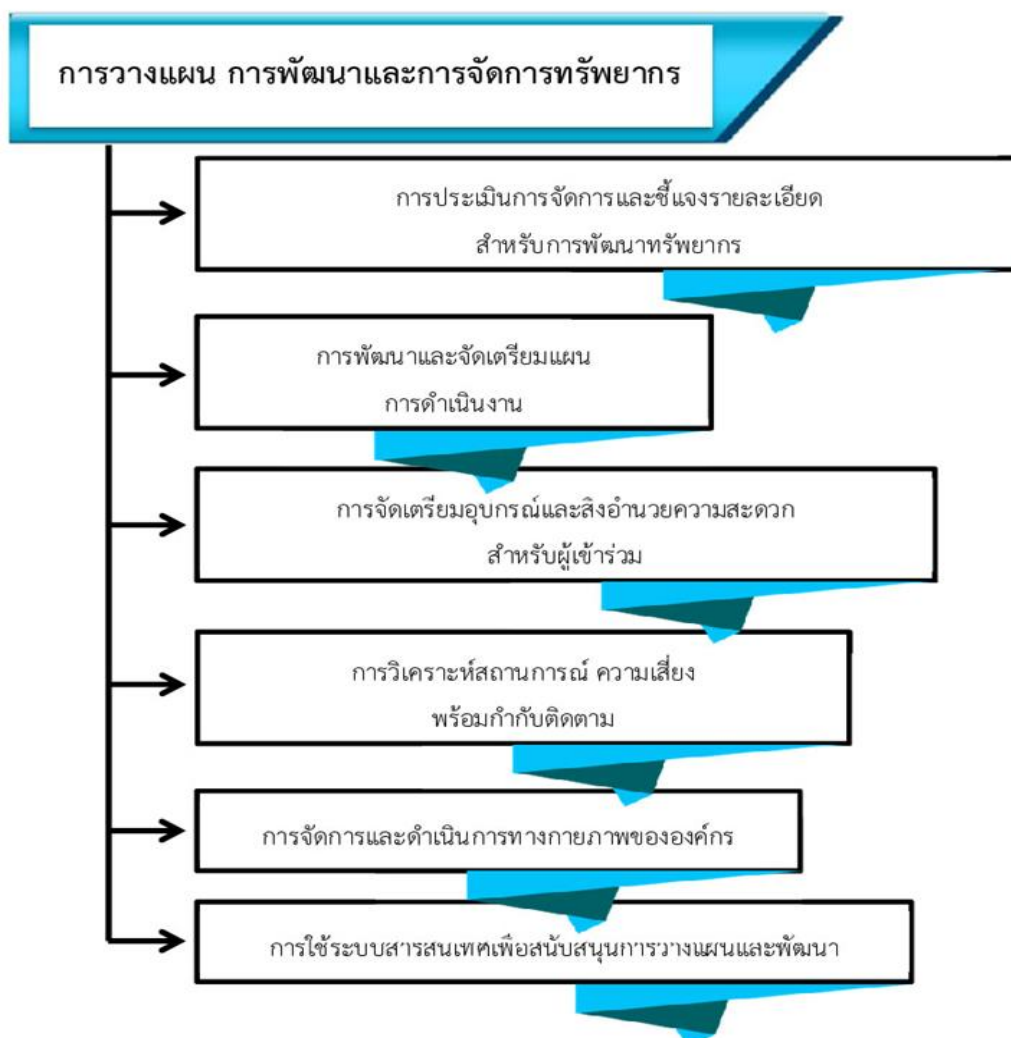 การวางแผน การพัฒนาและการจัดการทรัพยากร
การประเมินการจัดการและชี้แจงรายละเอียด
สำหรับการพัฒนาทรัพยากร
การพัฒนาและจัดเตรียมแผน
การดำเนินงาน
การจัดเตรียมอุปกรณ์และสิ่งอำนวยความสะดวก
สำหรับผู้เข้าร่วม
การวิเคราะห์สถานการณ์ ความเสี่ยง
พร้อมกำกับติดตาม
การจัดการและดำเนินการทางกายภาพขององค์กร
การใช้ระบบสารสนเทศเพื่อสนับสนุนการวางแผนและพัฒนา